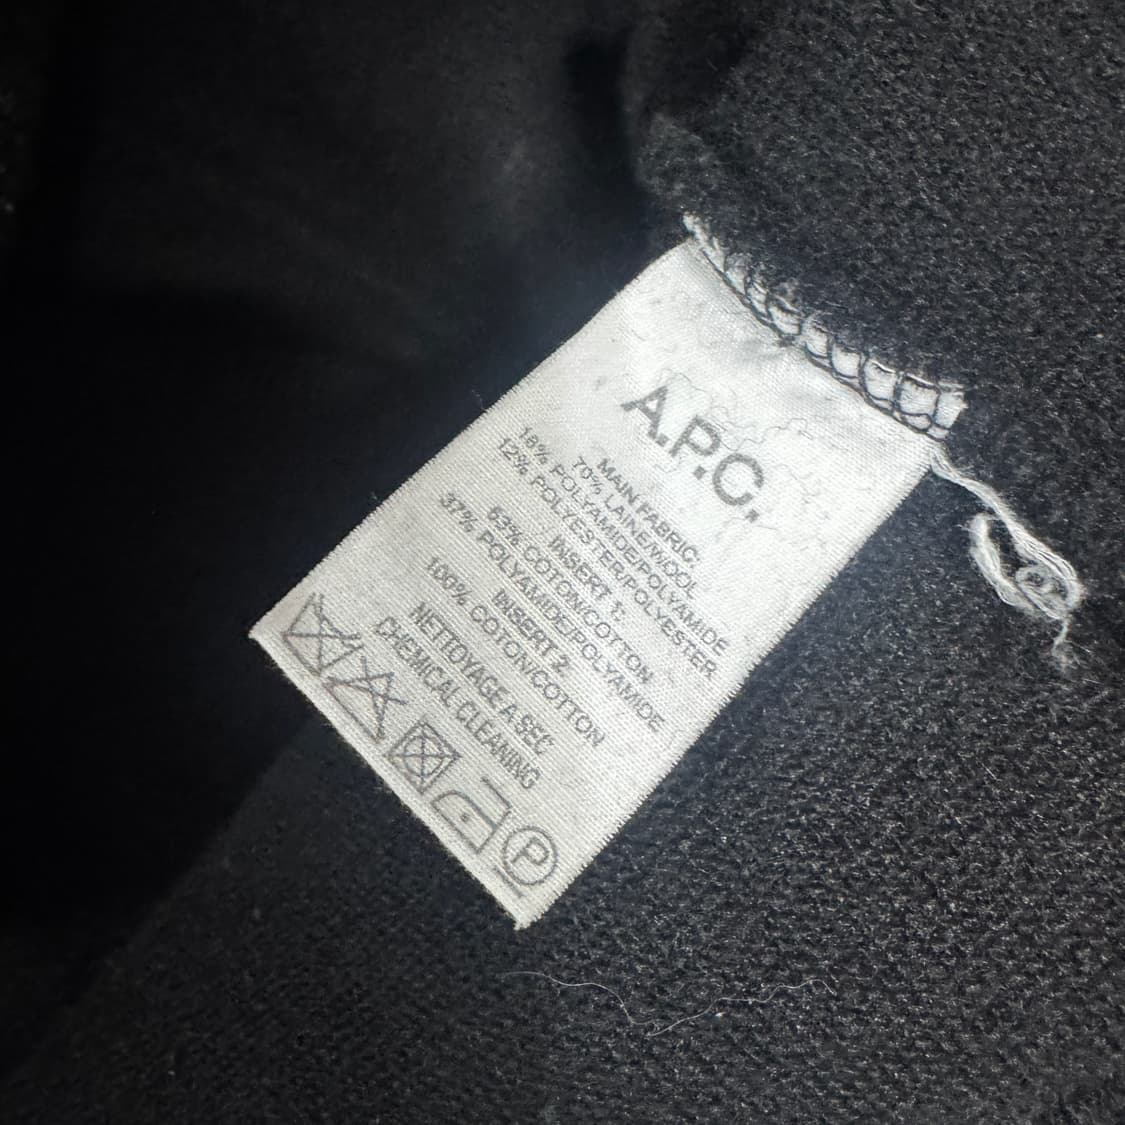 A.P.C.
MAIN FABRIC.
70% LAINE/WOOL
18% POLYAMIDE/POLYAMIDE
12% POLYESTER/POLYESTER
INSERT 1:
63% COTON/COTTON
37% POLYAMIDE/POLYAMIDE
INSERT 2
100% COTON/COTTON
NETTOYAGE A SEC
CHEMICAL CLEANING
P